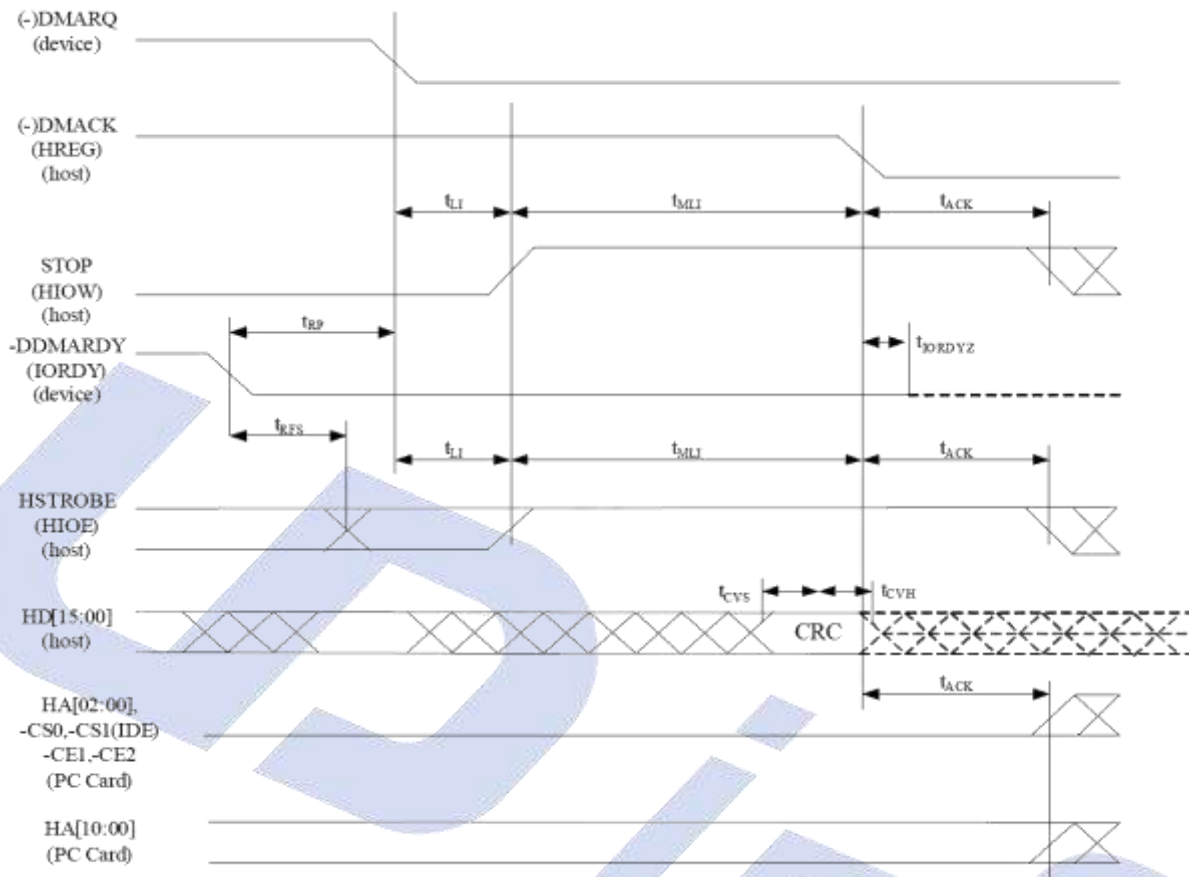 (-)DMARQ
(device)
(-)DMACK
(HREG)
(host)
tLI
tMLI
tACK
STOP
(HIOW)
(host)
tRP
-DDMARDY
(IORDY)
(device)
tIORDYZ
tRFS
tLI
tMLI
tACK
HSTROBE
(HIOE)
(host)
tCVS
tCVH
HD[15:00]
(host)
CRC
tACK
HA[02:00],
-CS0,-CS1(IDE)
-CE1,-CE2
(PC Card)
HA[10:00]
(PC Card)